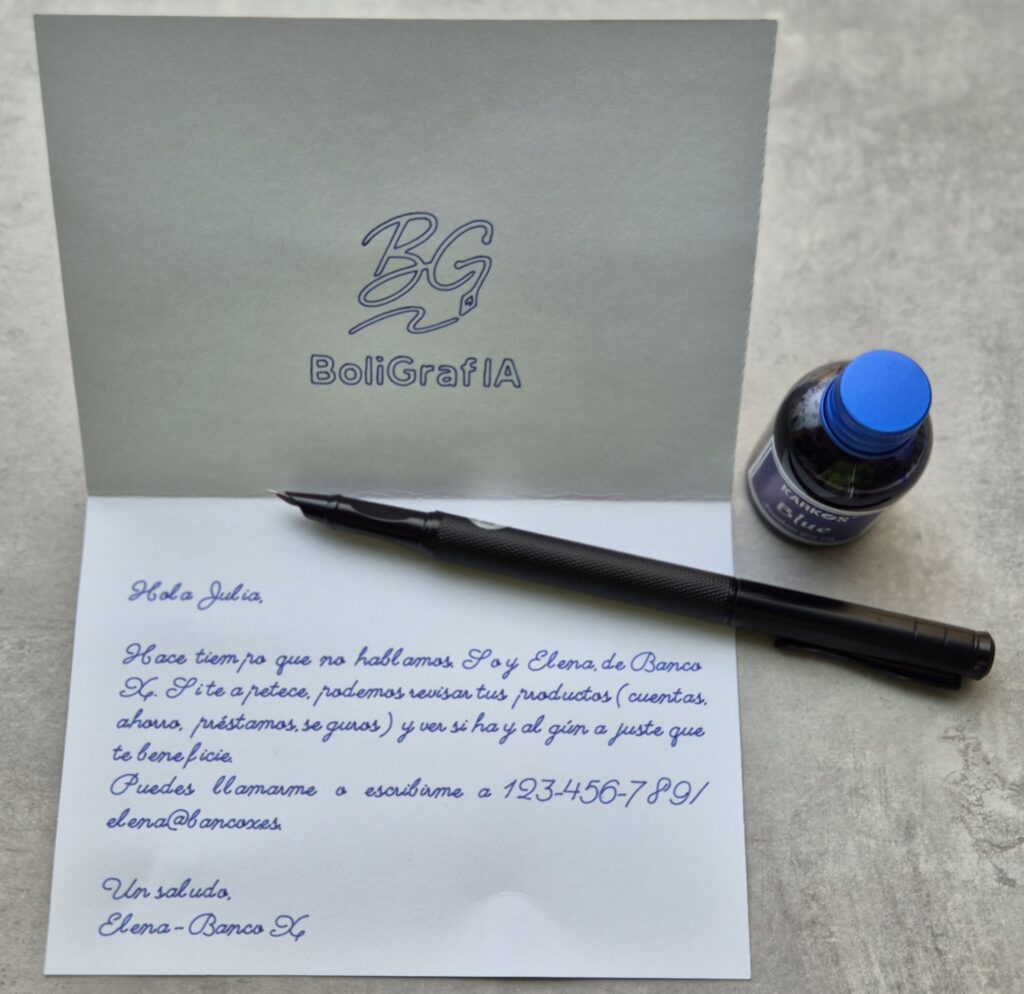 BG
BoliGrafIA
KARKOS
Blue
Hola Julia,
Hace tiempo que no hablamos. Soy Elena, de Banco
X. Si te apetece, podemos revisar tus productos (cuentas,
ahorro, préstamos, seguros) y ver si hay algún ajuste que
te beneficie.
Puedes llamarme o escribirme a 123-456-789/
elena@bancoxes.
Un saludo,
Elena - Banco X